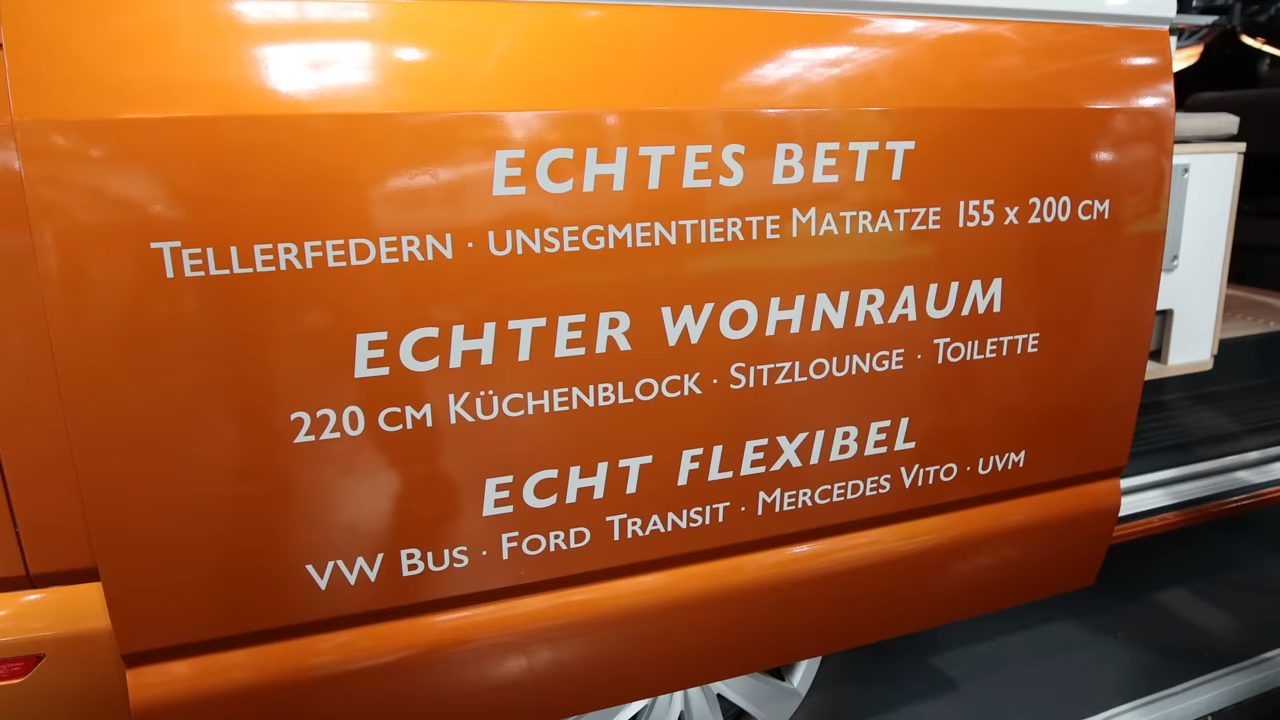 ECHTES BETT
TELLERFEDERN · UNSEGMENTIERTE MATRATZE 155 x 200 CM
ECHTER WOHNRAUM
220 CM KÜCHENBLOCK · SITZLOUNGE · TOILETTE
ECHT FLEXIBEL
VW BUS · FORD TRANSIT · MERCEDES VITO · UVM